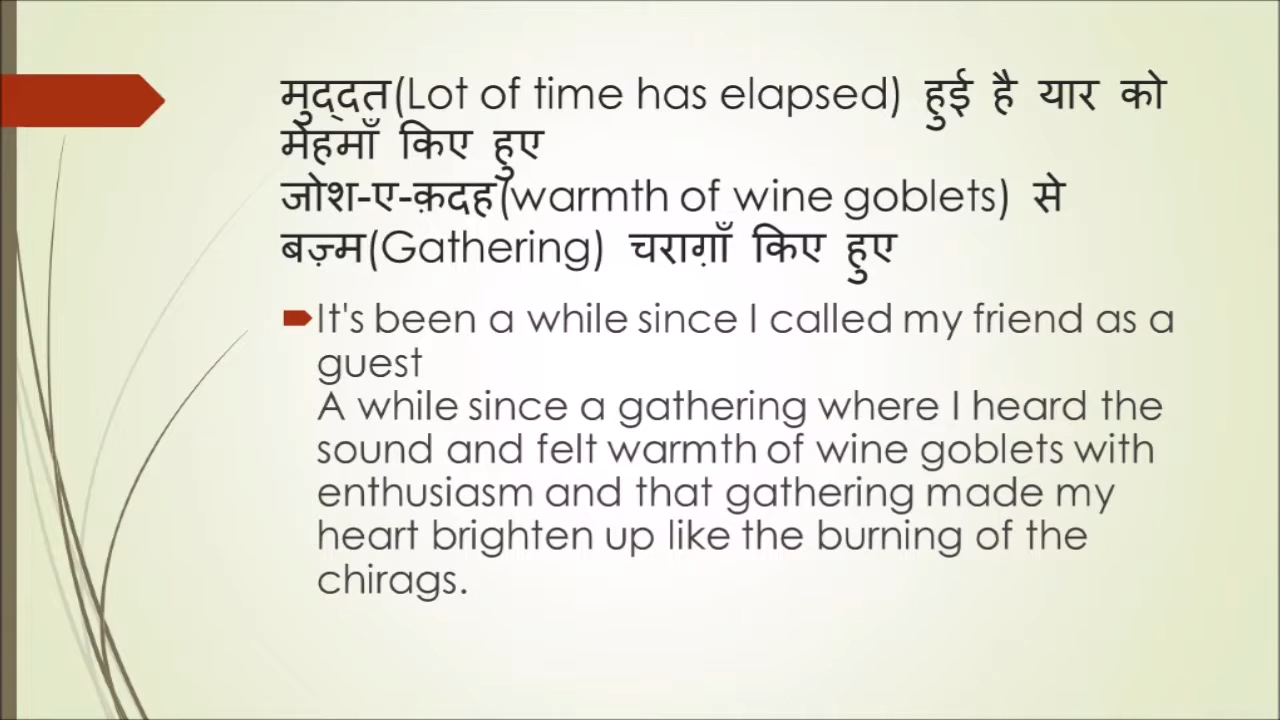 मुद्दत(Lot of time has elapsed) हुई है यार को
मेहमाँ किए हुए
जोश-ए-क़दह(warmth of wine goblets) से
बज़्म(Gathering) चराग़ाँ किए हुए
It's been a while since I called my friend as a
guest
A while since a gathering where I heard the
sound and felt warmth of wine goblets with
enthusiasm and that gathering made my
heart brighten up like the burning of the
chirags.